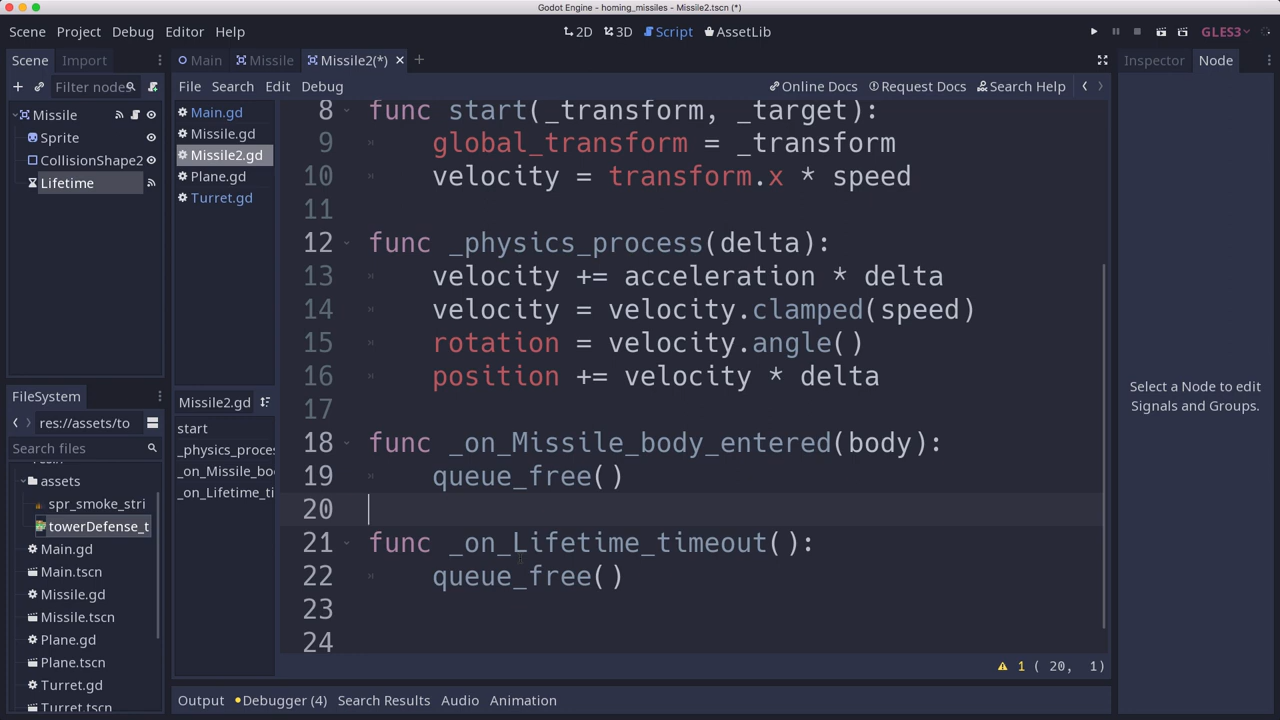 Godot Engine - homing_missiles - Missile2.tscn (*)
Scene Project Debug Editor Help
2D 3D Script AssetLib
GLES3
Scene Import
Main Missile Missile2(*)
Inspector Node
Filter nodes
File Search Edit Debug
Online Docs Request Docs Search Help
Missile
Sprite
CollisionShape2
Lifetime
Main.gd
Missile.gd
Missile2.gd
Plane.gd
Turret.gd
8 func start(_transform, _target):
9 global_transform = _transform
10 velocity = transform.x * speed
11
12 func _physics_process(delta):
13 velocity += acceleration * delta
14 velocity = velocity.clamped(speed)
15 rotation = velocity.angle()
16 position += velocity * delta
17
18 func _on_Missile_body_entered(body):
19 queue_free()
20
21 func _on_Lifetime_timeout():
22 queue_free()
23
24
Select a Node to edit
Signals and Groups.
FileSystem
res://assets/to
Search files
assets
spr_smoke_stri
towerDefense_t
Main.gd
Main.tscn
Missile.gd
Missile.tscn
Plane.gd
Plane.tscn
Turret.gd
Turret.tscn
Missile2.gd
start
_physics_proce
_on_Missile_bo
_on_Lifetime_ti
1 ( 20, 1)
Output Debugger (4) Search Results Audio Animation